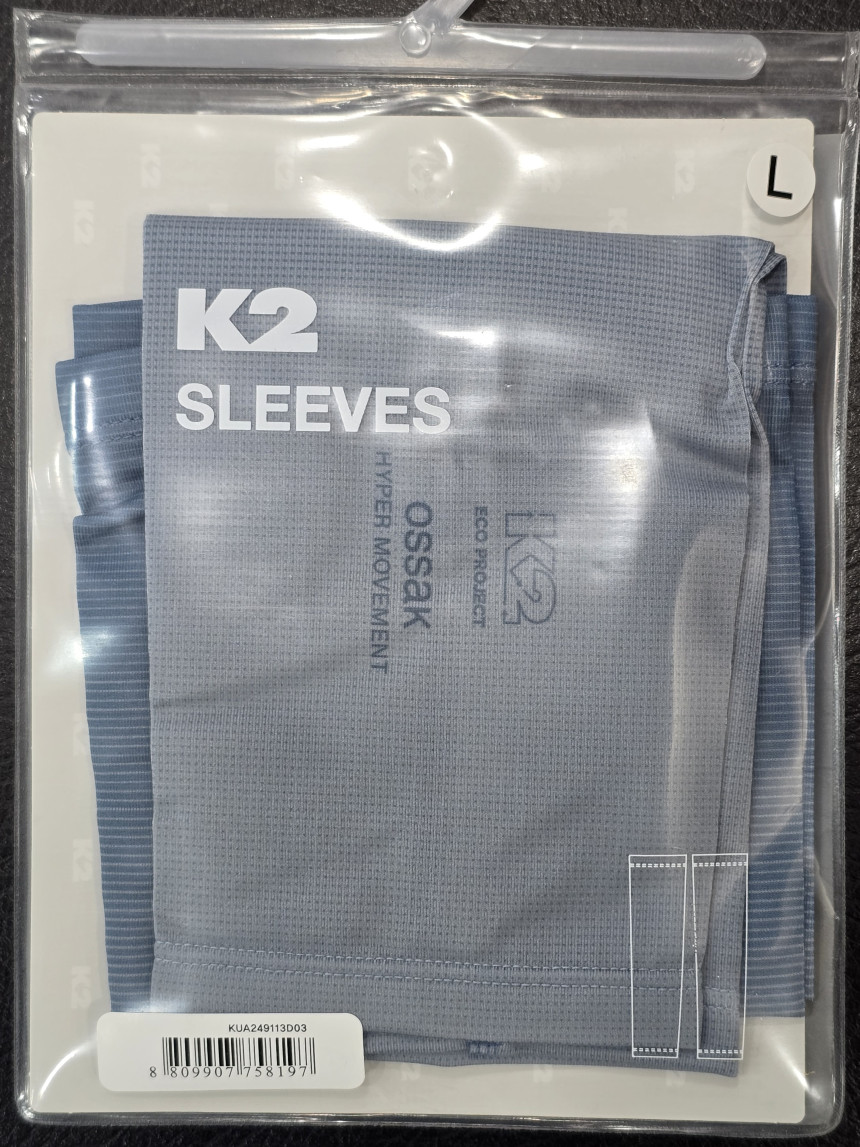 L
K2
SLEEVES
K2
ECO PROJECT
ossak
HYPER MOVEMENT
KUA249113D03
8 809907 758197